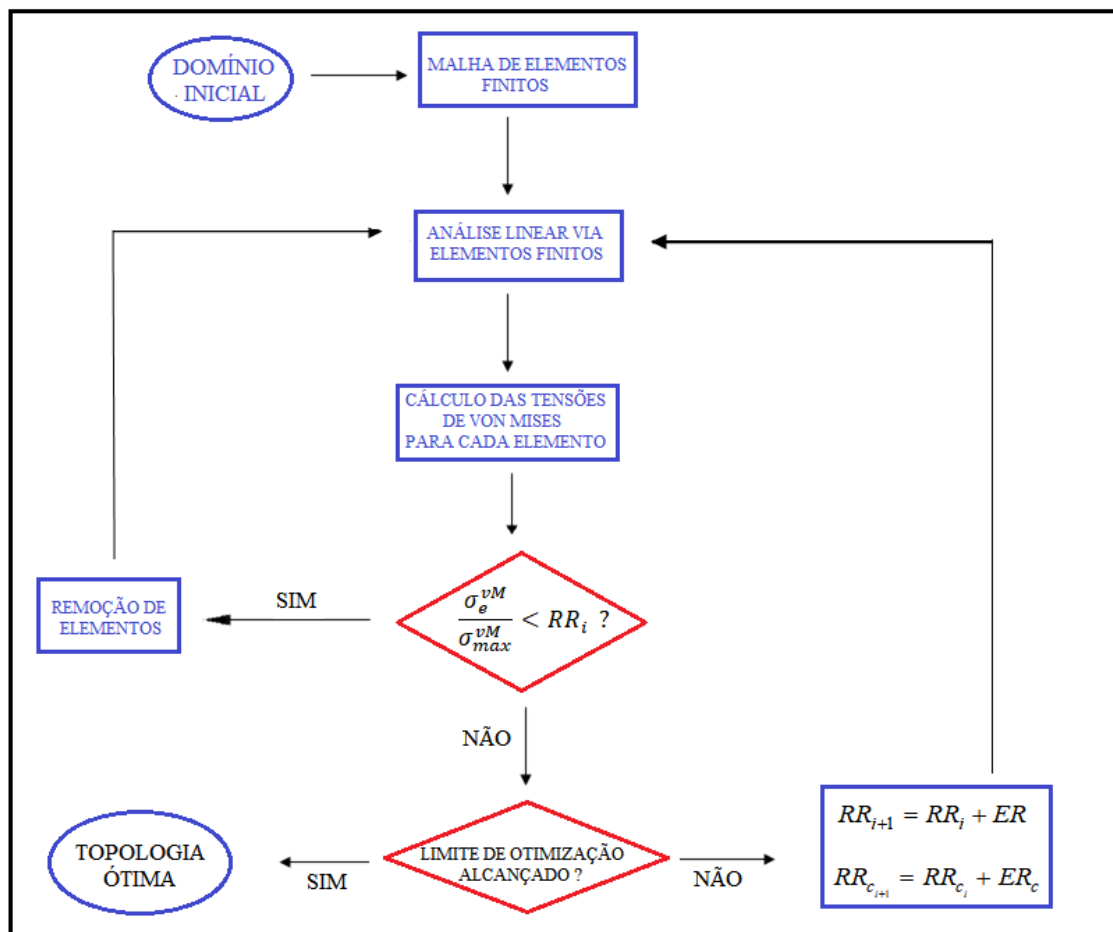 DOMÍNIO
INICIAL
MALHA DE ELEMENTOS
FINITOS
ANÁLISE LINEAR VIA
ELEMENTOS FINITOS
CÁLCULO DAS TENSÕES
DE VON MISES
PARA CADA ELEMENTO
σ_e^{vM} / σ_{max}^{vM} < RR_i ?
SIM
REMOÇÃO DE
ELEMENTOS
NÃO
LIMITE DE OTIMIZAÇÃO
ALCANÇADO ?
SIM
TOPOLOGIA
ÓTIMA
NÃO
RR_{i+1} = RR_i + ER
RR_{c_{i+1}} = RR_{c_i} + ER_c